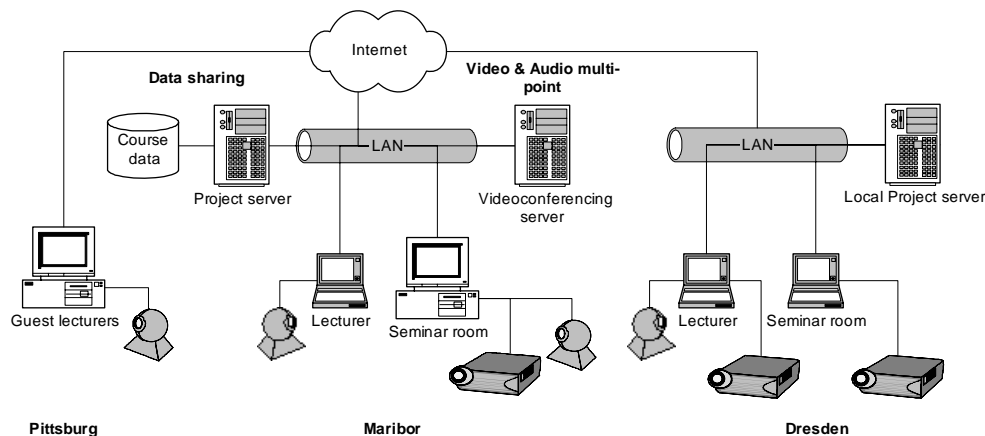 Internet
Data sharing
Video & Audio multi-
point
Course
data
LAN
LAN
Project server
Videoconferencing
server
Local Project server
Guest lecturers
Lecturer
Seminar room
Lecturer
Seminar room
Pittsburg
Maribor
Dresden